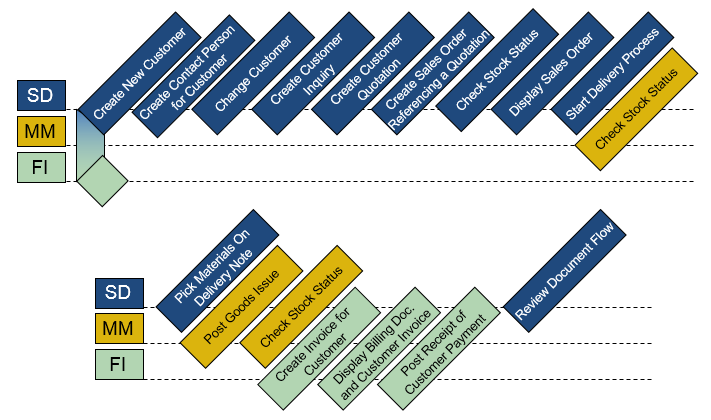 SD
MM
FI
Create New Customer
Create Contact Person
for Customer
Change Customer
Create Customer
Inquiry
Create Customer
Quotation
Create Sales Order
Referencing a Quotation
Check Stock Status
Display Sales Order
Start Delivery Process
Check Stock Status
SD
MM
FI
Pick Materials On
Delivery Note
Post Goods Issue
Check Stock Status
Create Invoice for
Customer
Display Billing Doc.
and Customer Invoice
Post Receipt of
Customer Payment
Review Document Flow